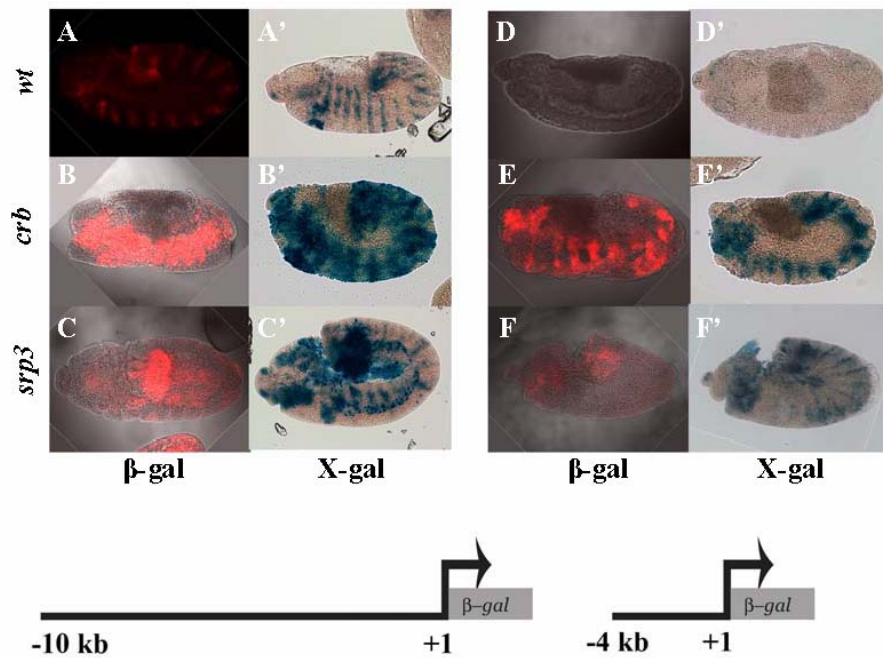 A A' D D'
wt
B B' E E'
crb
C C' F F'
srp3
β-gal X-gal β-gal X-gal
β-gal β-gal
-10 kb +1 -4 kb +1